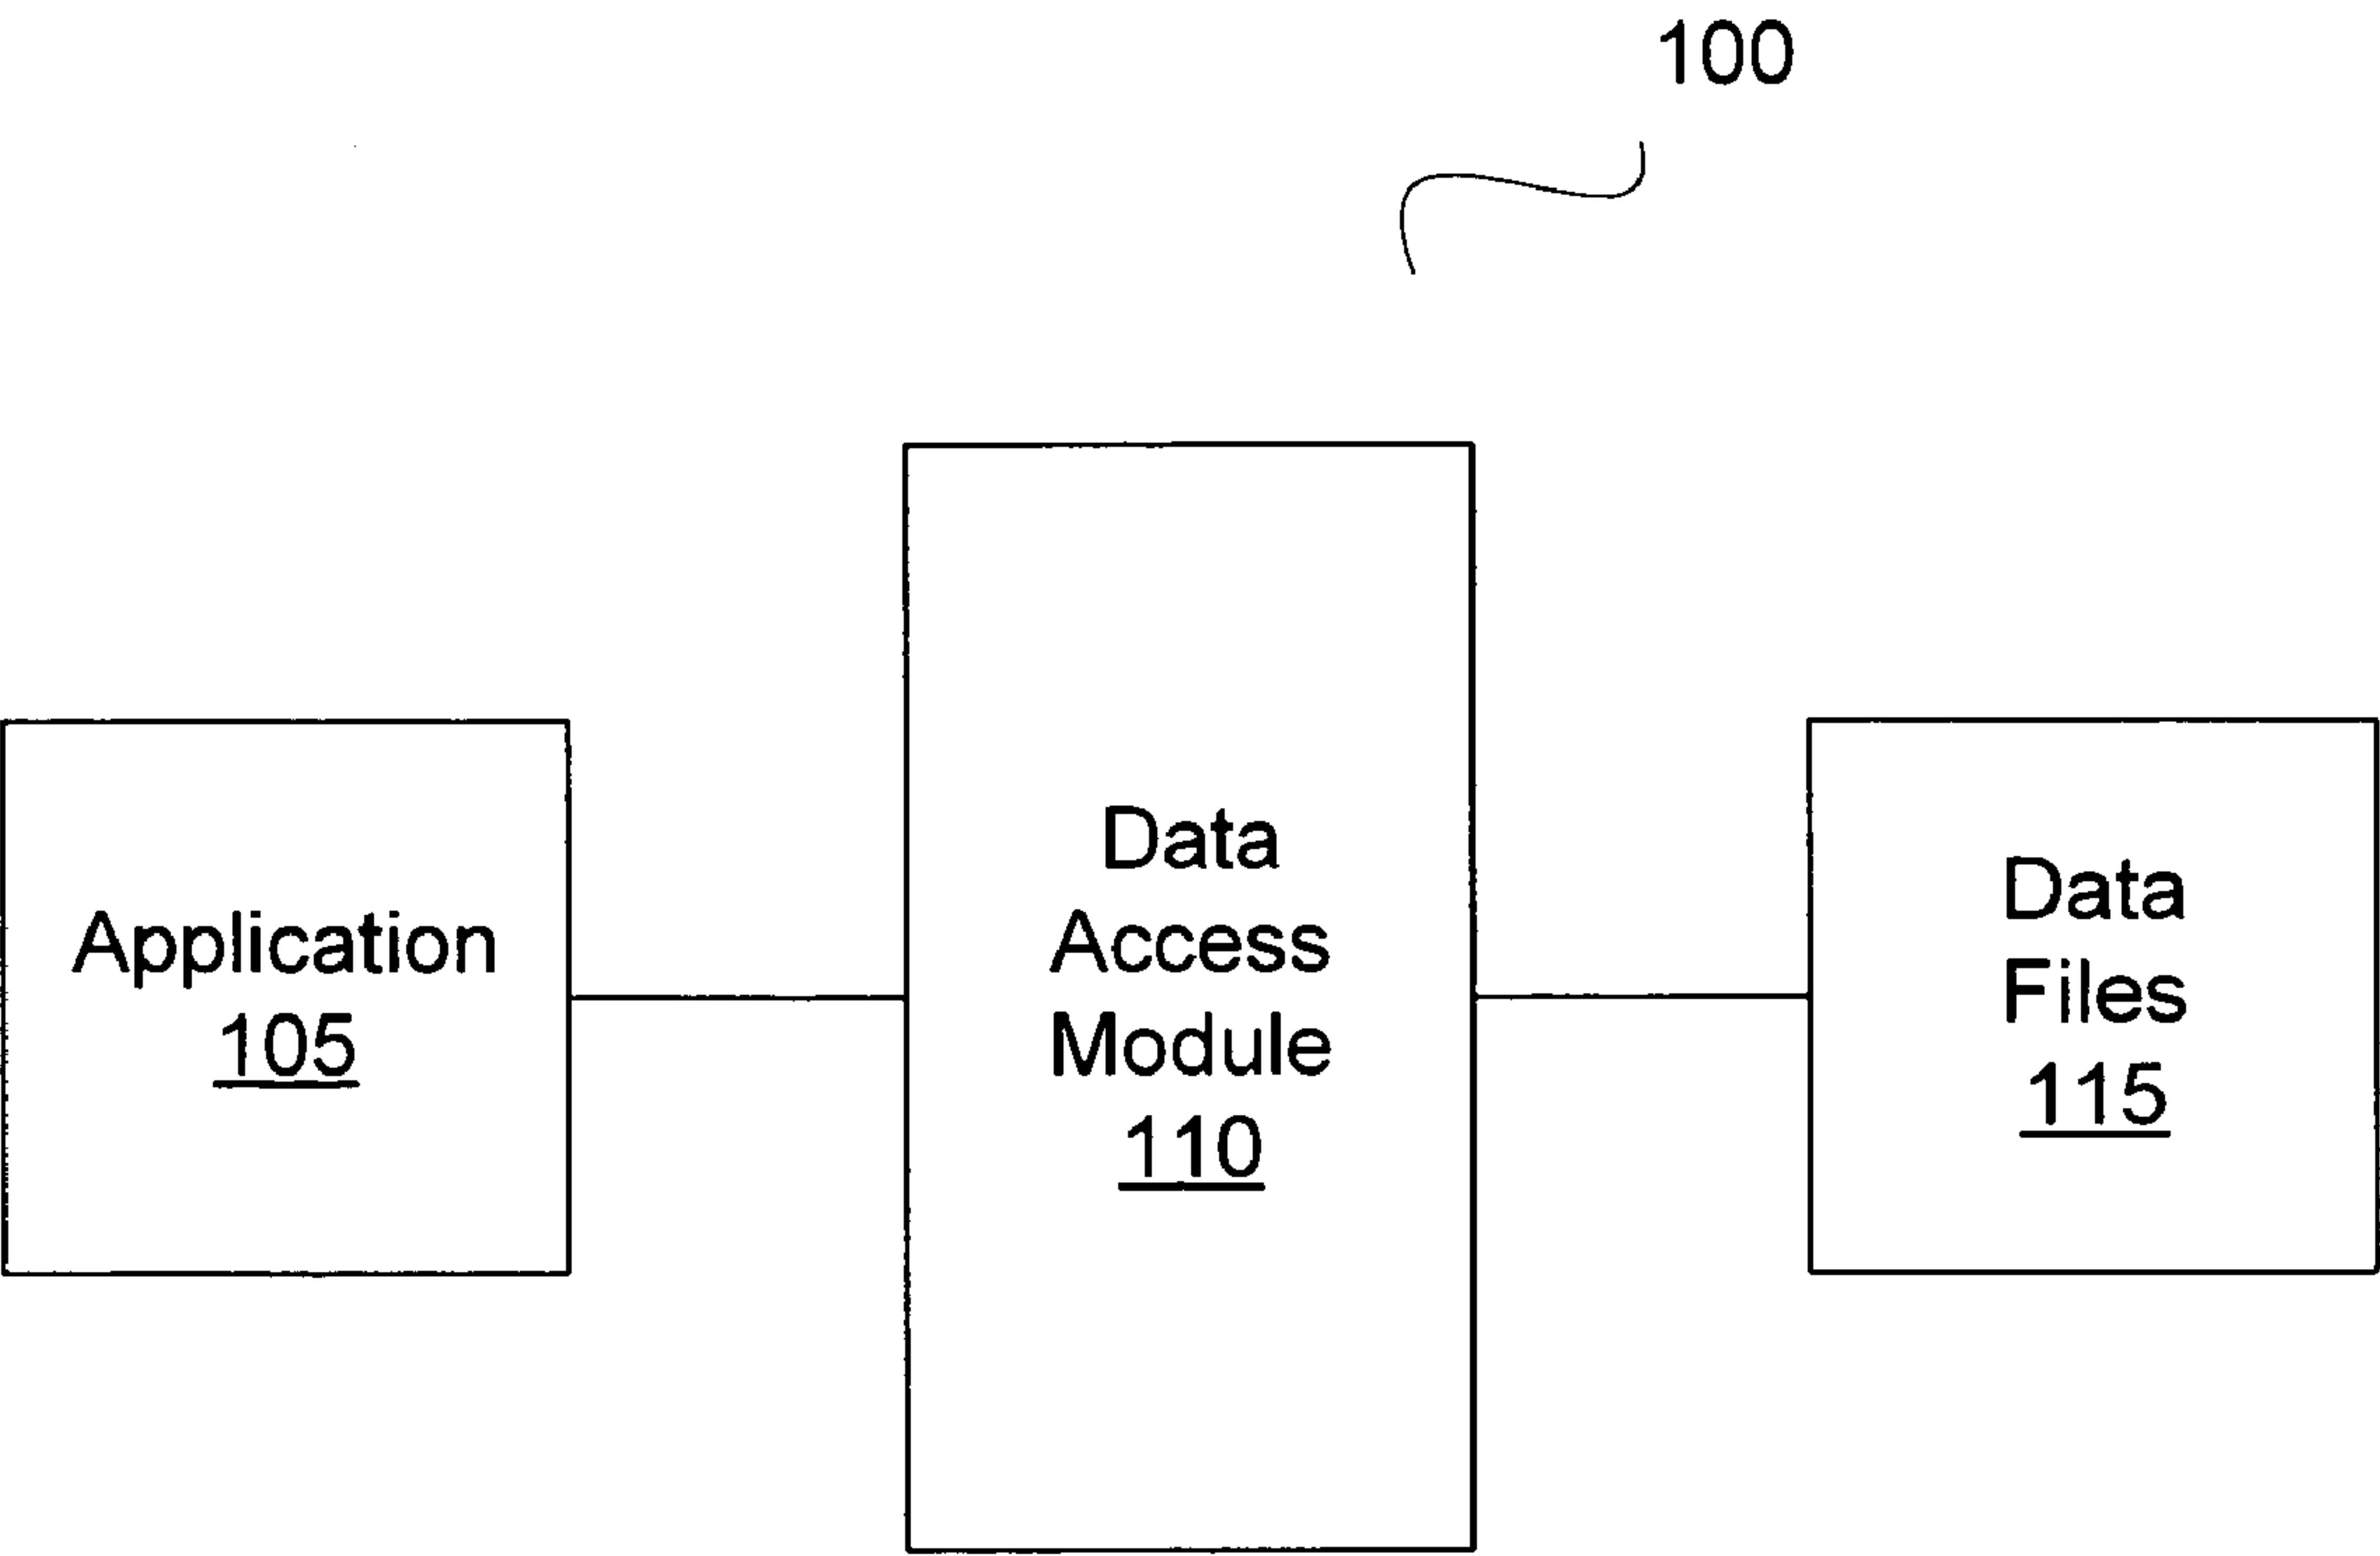 100
Application
105
Data
Access
Module
110
Data
Files
115